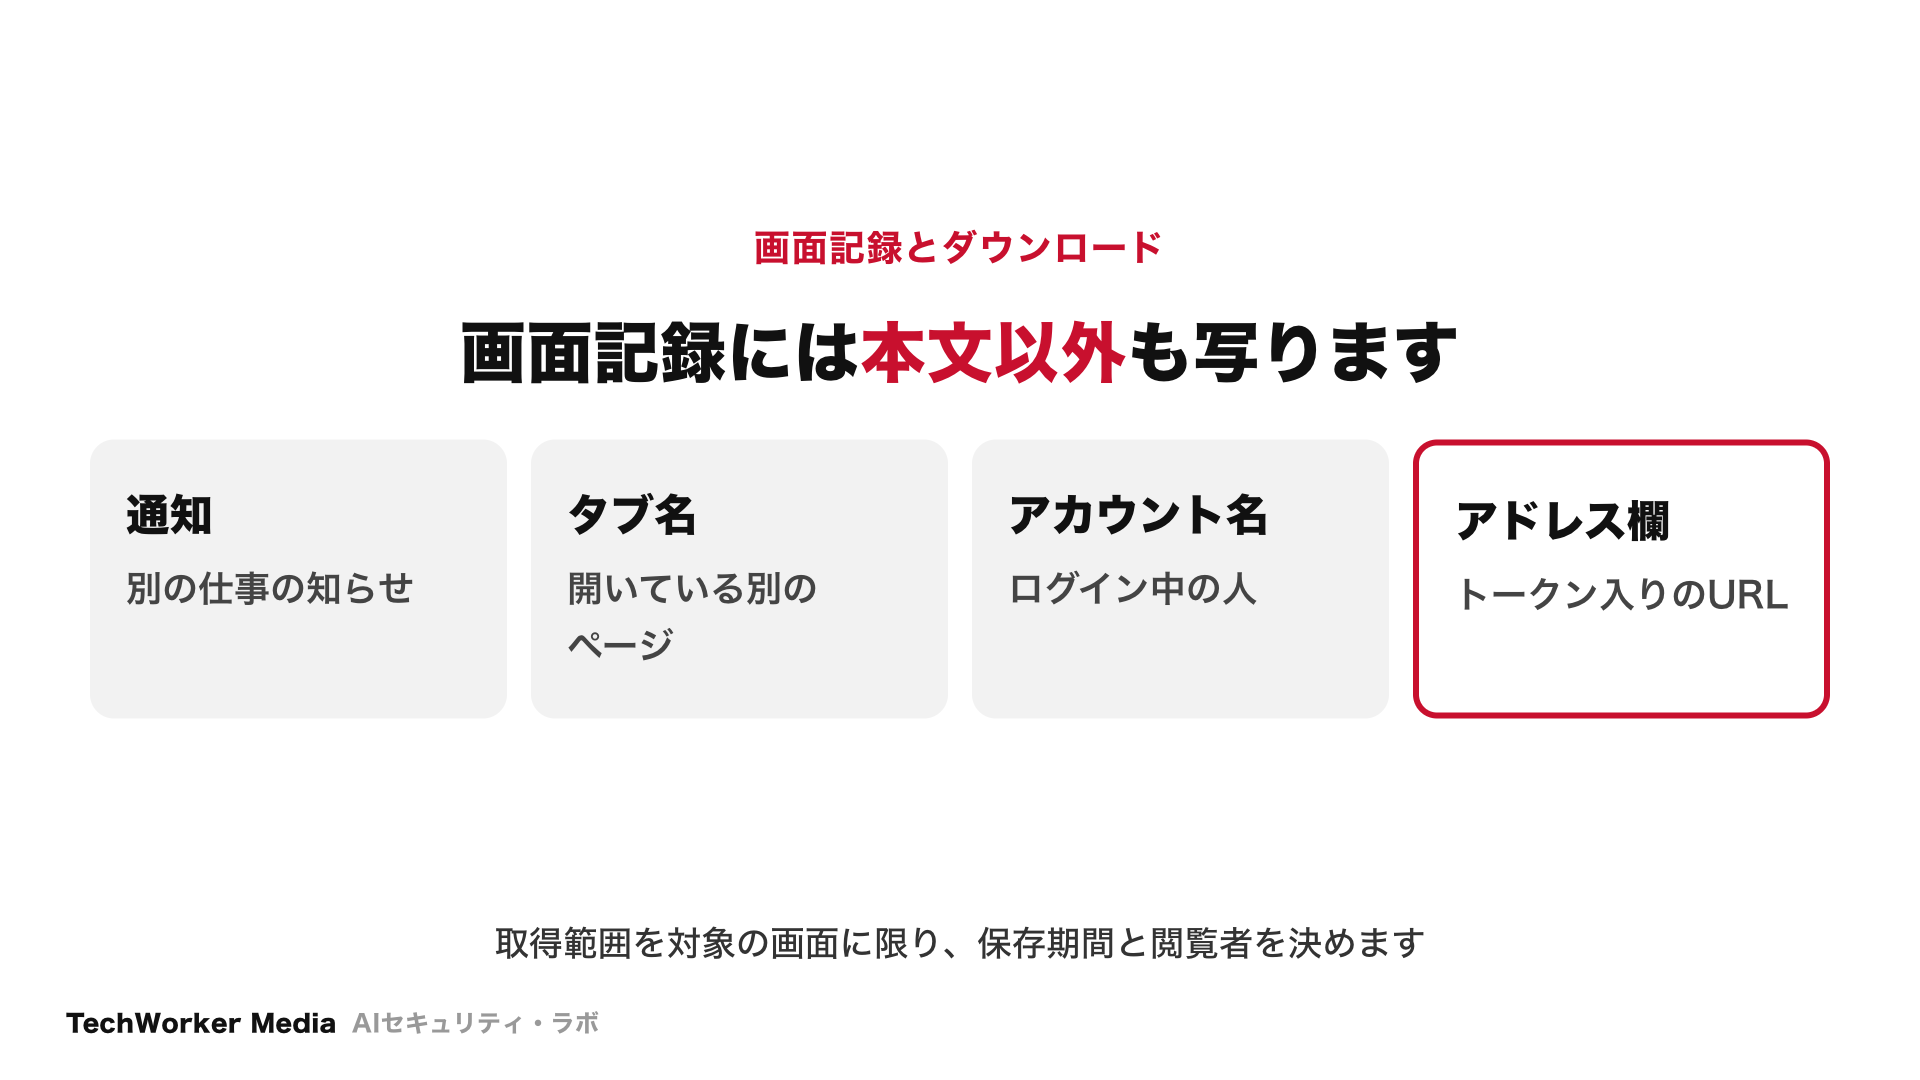 画面記録とダウンロード
画面記録には本文以外も写ります
通知
別の仕事の知らせ
タブ名
開いている別の
ページ
アカウント名
ログイン中の人
アドレス欄
トークン入りのURL
取得範囲を対象の画面に限り、保存期間と閲覧者を決めます
TechWorker Media AIセキュリティ・ラボ